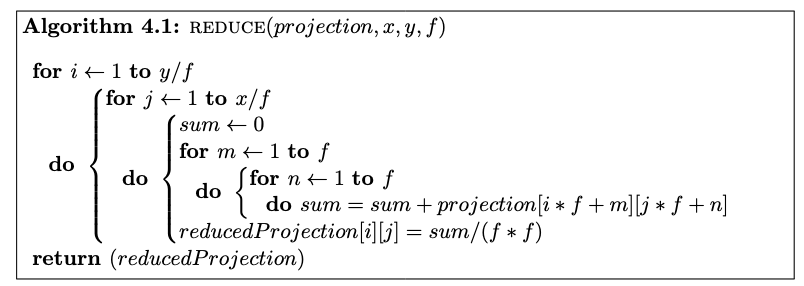 Algorithm 4.1: REDUCE(projection, x, y, f)
for i ← 1 to y/f
for j ← 1 to x/f
sum ← 0
for m ← 1 to f
do do do for n ← 1 to f
do sum = sum + projection[i * f + m][j * f + n]
reducedProjection[i][j] = sum/(f * f)
return (reducedProjection)